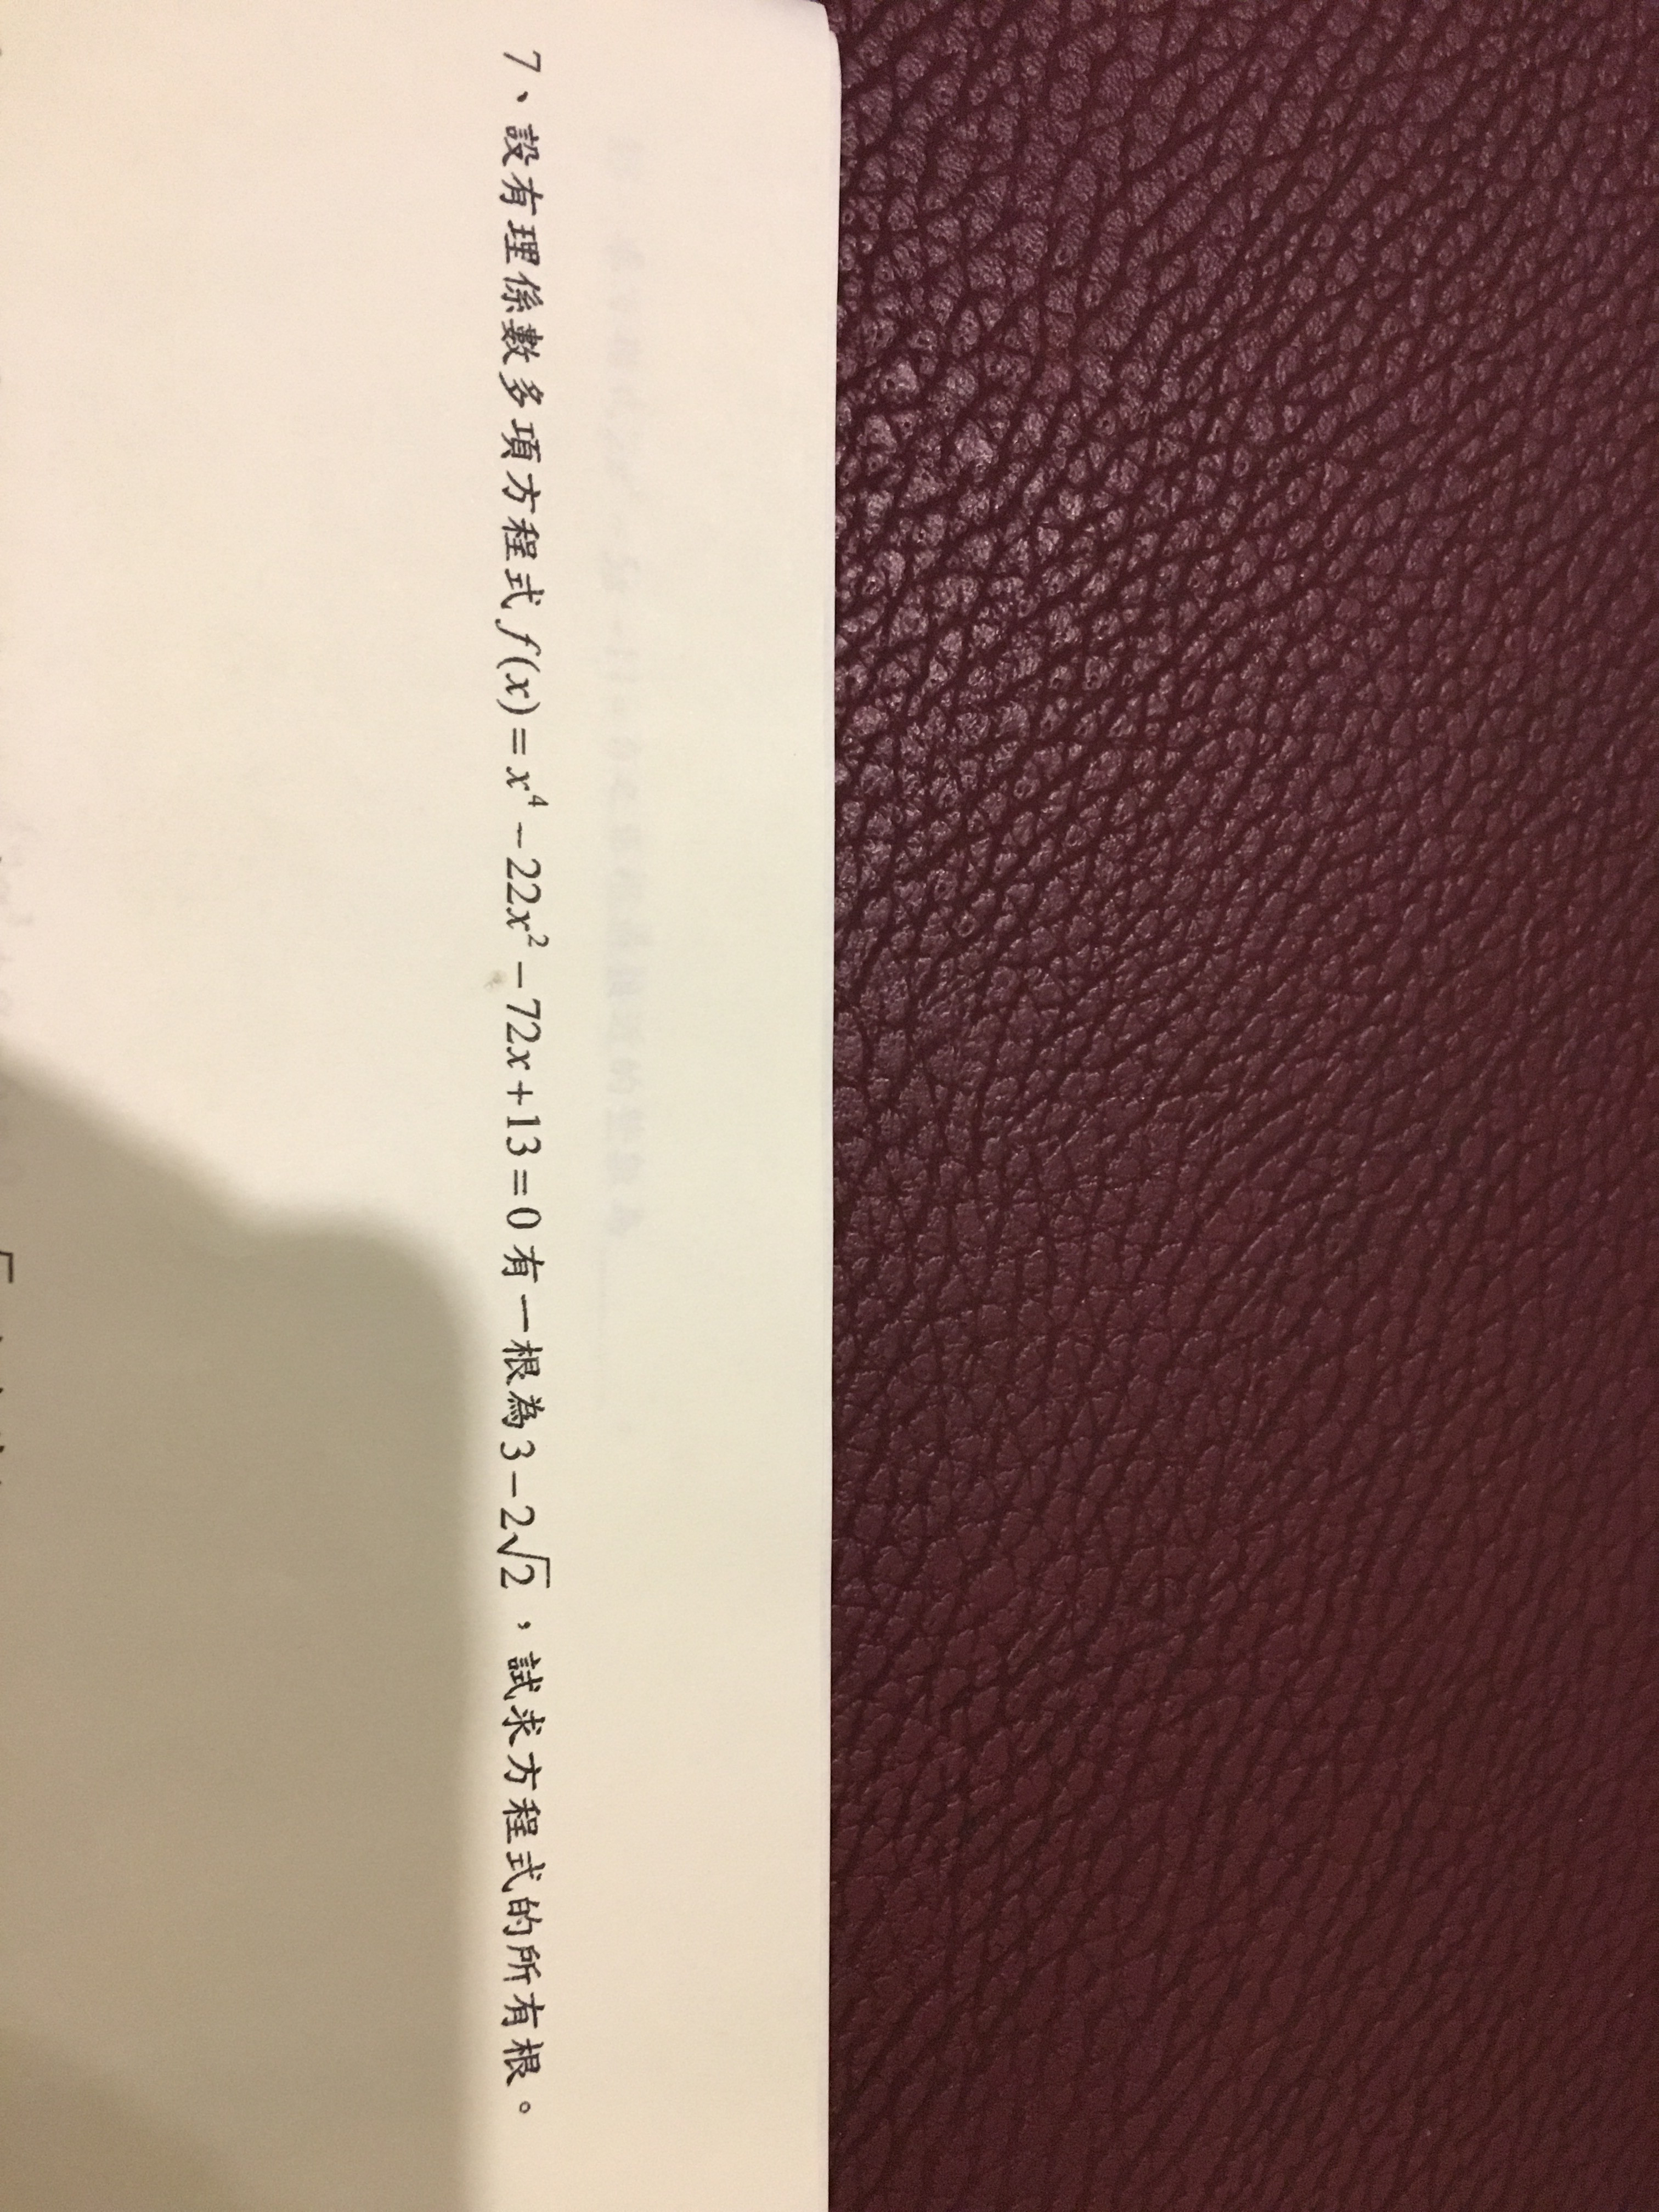 7、設有理係數多項方程式 f(x)=x⁴−22x²−72x+13=0 有一根為3−2√2，試求方程式的所有根。